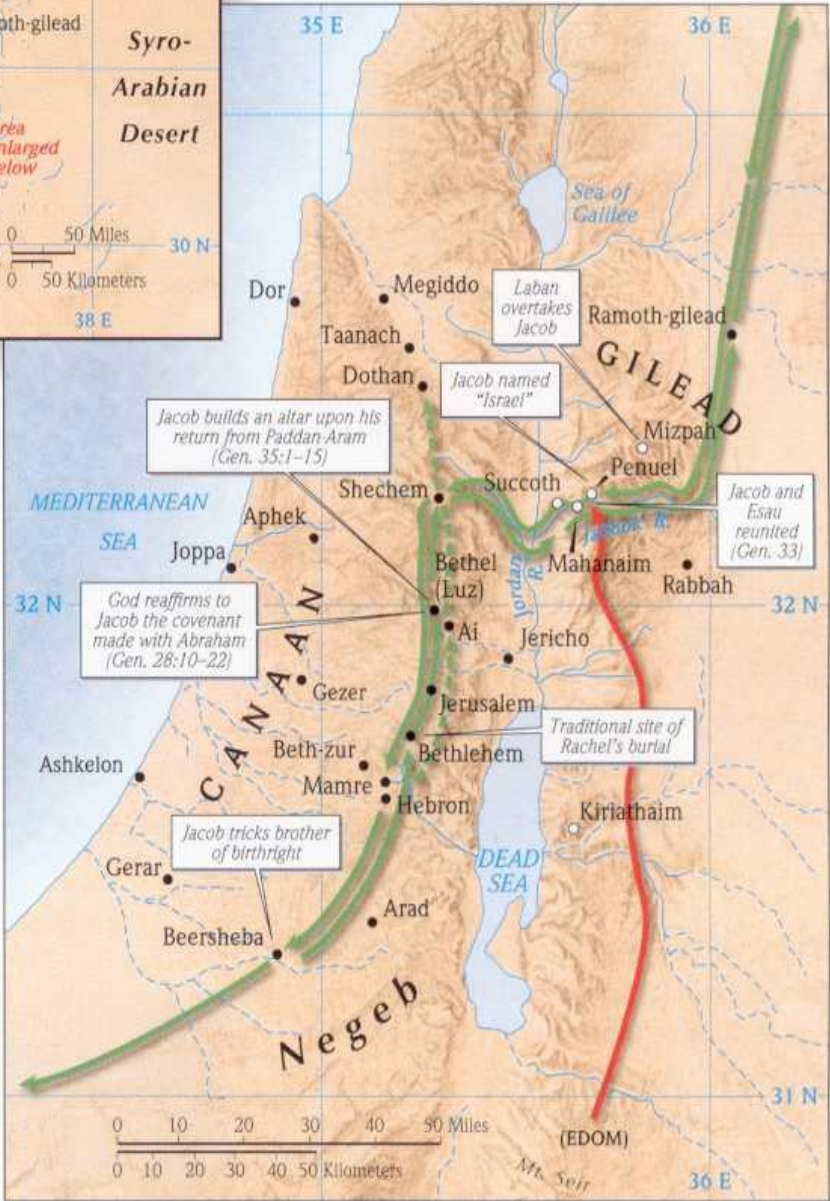 oth-gilead
Syro-
Arabian
Desert
rea
nlarged
elow
0 50 Miles
0 50 Kilometers
30 N
38 E
35 E
36 E
Sea of
Galilee
Dor
Megiddo
Laban
overtakes
Jacob
Ramoth-gilead
Taanach
GILEAD
Dothan
Jacob named
"Israel"
Jacob builds an altar upon his
return from Paddan-Aram
(Gen. 35:1–15)
Mizpah
Penuel
Shechem
Succoth
Jacob and
Esau
reunited
(Gen. 33)
MEDITERRANEAN
SEA
Aphek
Jabbok R.
Joppa
Mahanaim
Rabbah
Bethel
(Luz)
Jordan
R.
32 N
32 N
God reaffirms to
Jacob the covenant
made with Abraham
(Gen. 28:10–22)
Ai
Jericho
CANAAN
Gezer
Jerusalem
Traditional site of
Rachel's burial
Bethlehem
Beth-zur
Ashkelon
Mamre
Hebron
Kiriathaim
Jacob tricks brother
of birthright
DEAD
SEA
Gerar
Arad
Beersheba
Negeb
31 N
0 10 20 30 40 90 Miles
0 10 20 30 40 50 Kilometers
(EDOM)
Mt. Seir
36 E